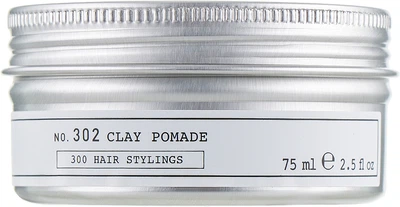 NO. 302 CLAY POMADE
300 HAIR STYLINGS
75 ml ℮ 2.5 fl oz